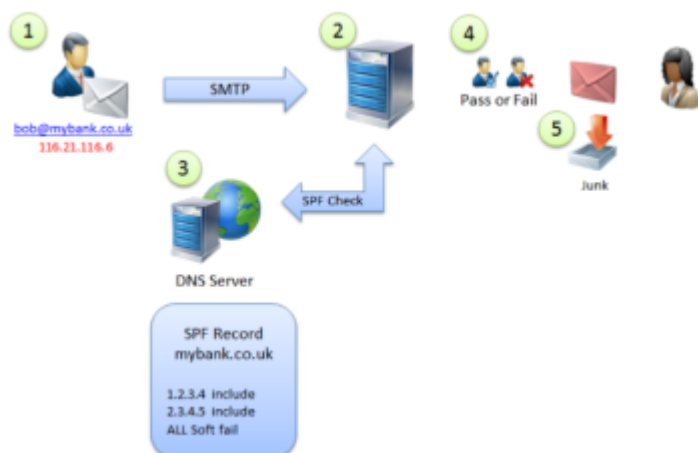 1
bob@mybank.co.uk
116.21.116.6
SMTP
2
3
DNS Server
SPF Check
SPF Record
mybank.co.uk
1.2.3.4 include
2.3.4.5 include
ALL Soft fail
4
Pass or Fail
5
Junk